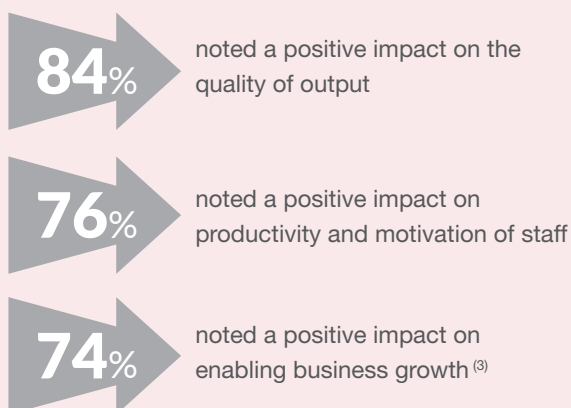 84%
noted a positive impact on the
quality of output
76%
noted a positive impact on
productivity and motivation of staff
74%
noted a positive impact on
enabling business growth (3)